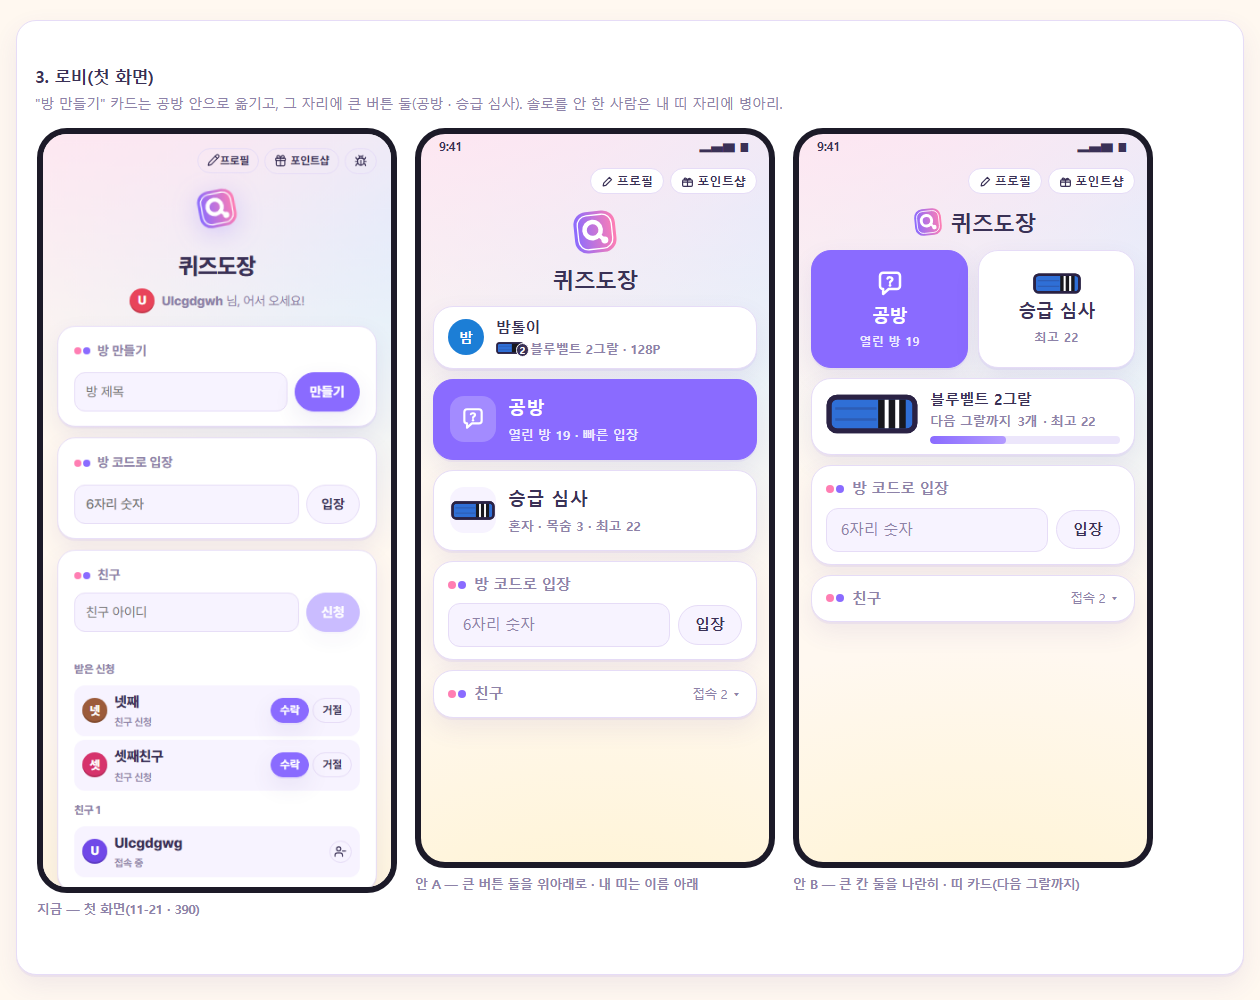 3. 로비(첫 화면)
"방 만들기" 카드는 공방 안으로 옮기고, 그 자리에 큰 버튼 둘(공방 · 승급 심사). 솔로를 안 한 사람은 내 띠 자리에 병아리.
프로필
포인트샵
퀴즈도장
U
Ulcgdgwh 님, 어서 오세요!
방 만들기
방 제목
만들기
방 코드로 입장
6자리 숫자
입장
친구
친구 아이디
신청
받은 신청
넷
넷째
친구 신청
수락
거절
셋
셋째친구
친구 신청
수락
거절
친구 1
U
Ulcgdgwg
접속 중
지금 — 첫 화면(11-21 · 390)
9:41
프로필
포인트샵
퀴즈도장
밤
밤톨이
2 블루벨트 2그랄 · 128P
?
공방
열린 방 19 · 빠른 입장
승급 심사
혼자 · 목숨 3 · 최고 22
방 코드로 입장
6자리 숫자
입장
친구
접속 2
안 A — 큰 버튼 둘을 위아래로 · 내 띠는 이름 아래
9:41
프로필
포인트샵
퀴즈도장
?
공방
열린 방 19
승급 심사
최고 22
블루벨트 2그랄
다음 그랄까지 3개 · 최고 22
방 코드로 입장
6자리 숫자
입장
친구
접속 2
안 B — 큰 칸 둘을 나란히 · 띠 카드(다음 그랄까지)